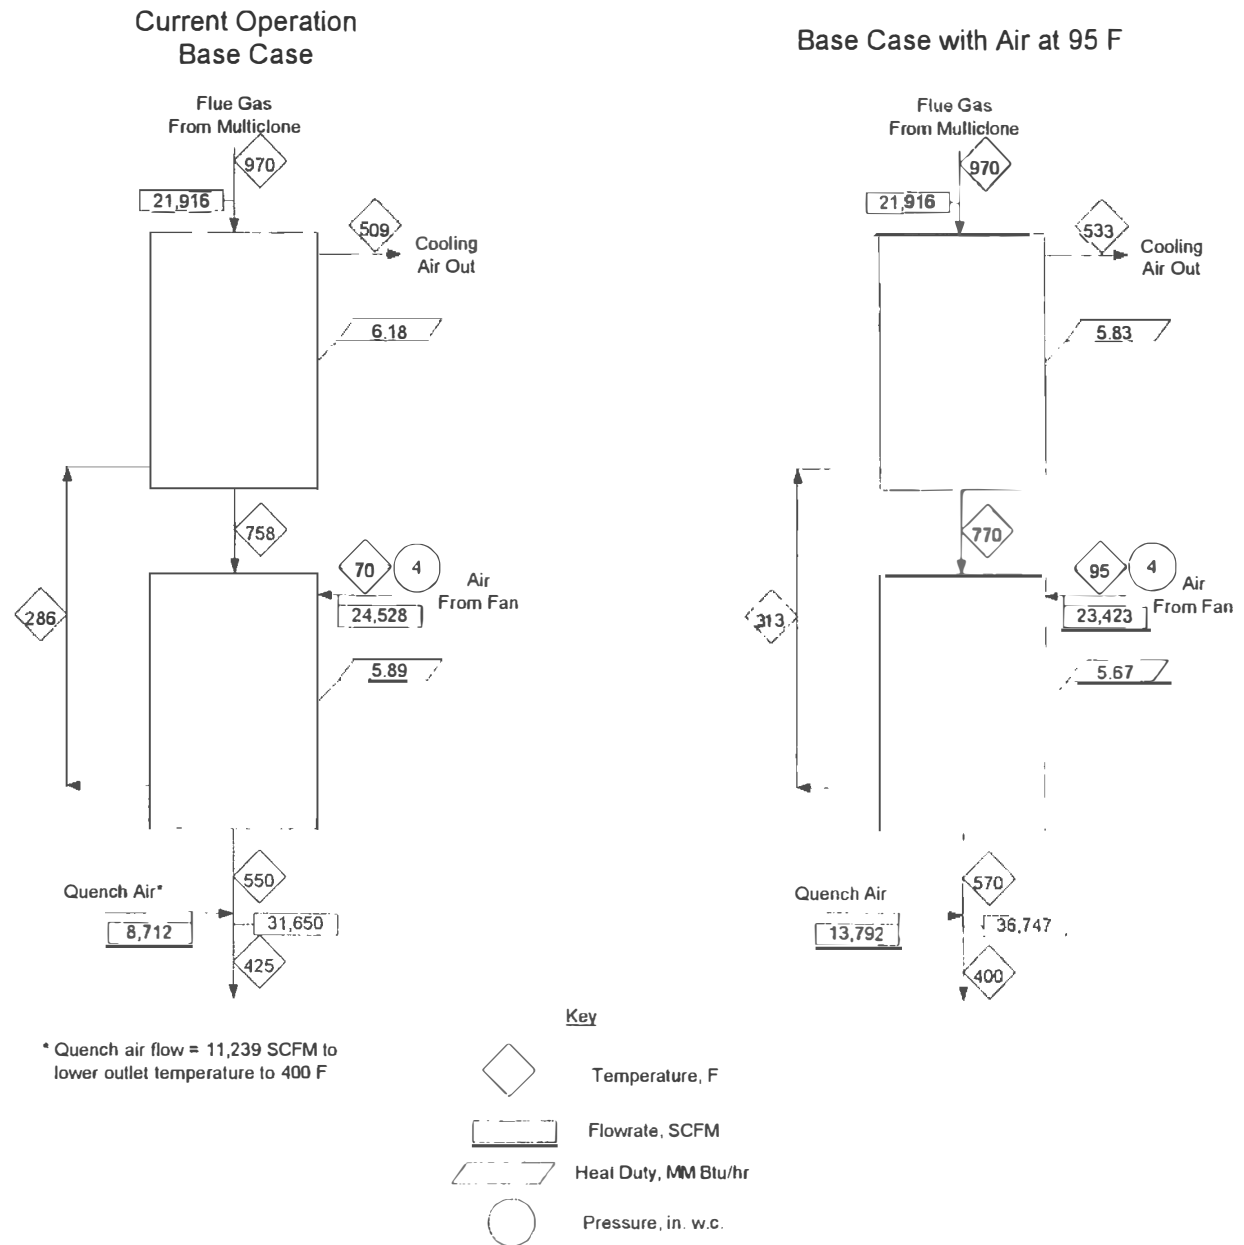 Current Operation
Base Case
Flue Gas
From Multiclone
970
21,916
509
Cooling
Air Out
6.18
758
70
4
Air
From Fan
24,528
286
5.89
550
Quench Air*
8,712
31,650
425
* Quench air flow = 11,239 SCFM to
lower outlet temperature to 400 F
Base Case with Air at 95 F
Flue Gas
From Multiclone
970
21,916
533
Cooling
Air Out
5.83
770
95
4
Air
From Fan
23,423
313
5.67
570
Quench Air
13,792
36,747
400
Key
Temperature, F
Flowrate, SCFM
Heat Duty, MM Btu/hr
Pressure, in. w.c.